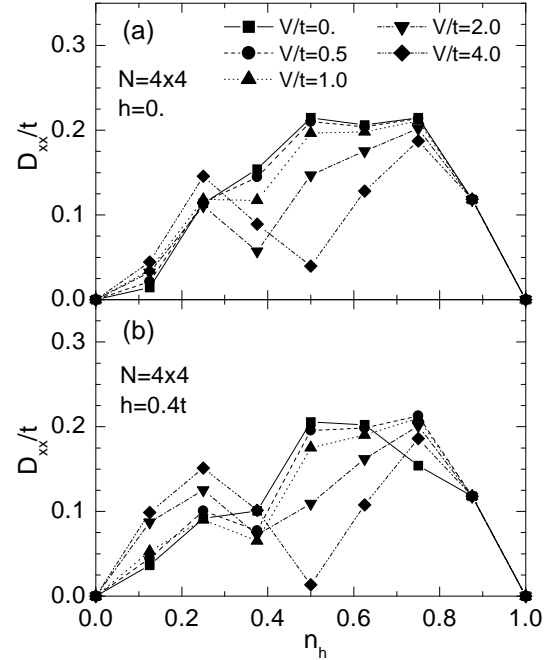 (a)
V/t=0.
V/t=2.0
V/t=0.5
V/t=4.0
V/t=1.0
N=4x4
h=0.
0.3
0.2
0.1
0.0
D_xx/t
(b)
N=4x4
h=0.4t
0.3
0.2
0.1
0.0
D_xx/t
0.0 0.2 0.4 0.6 0.8 1.0
n_h